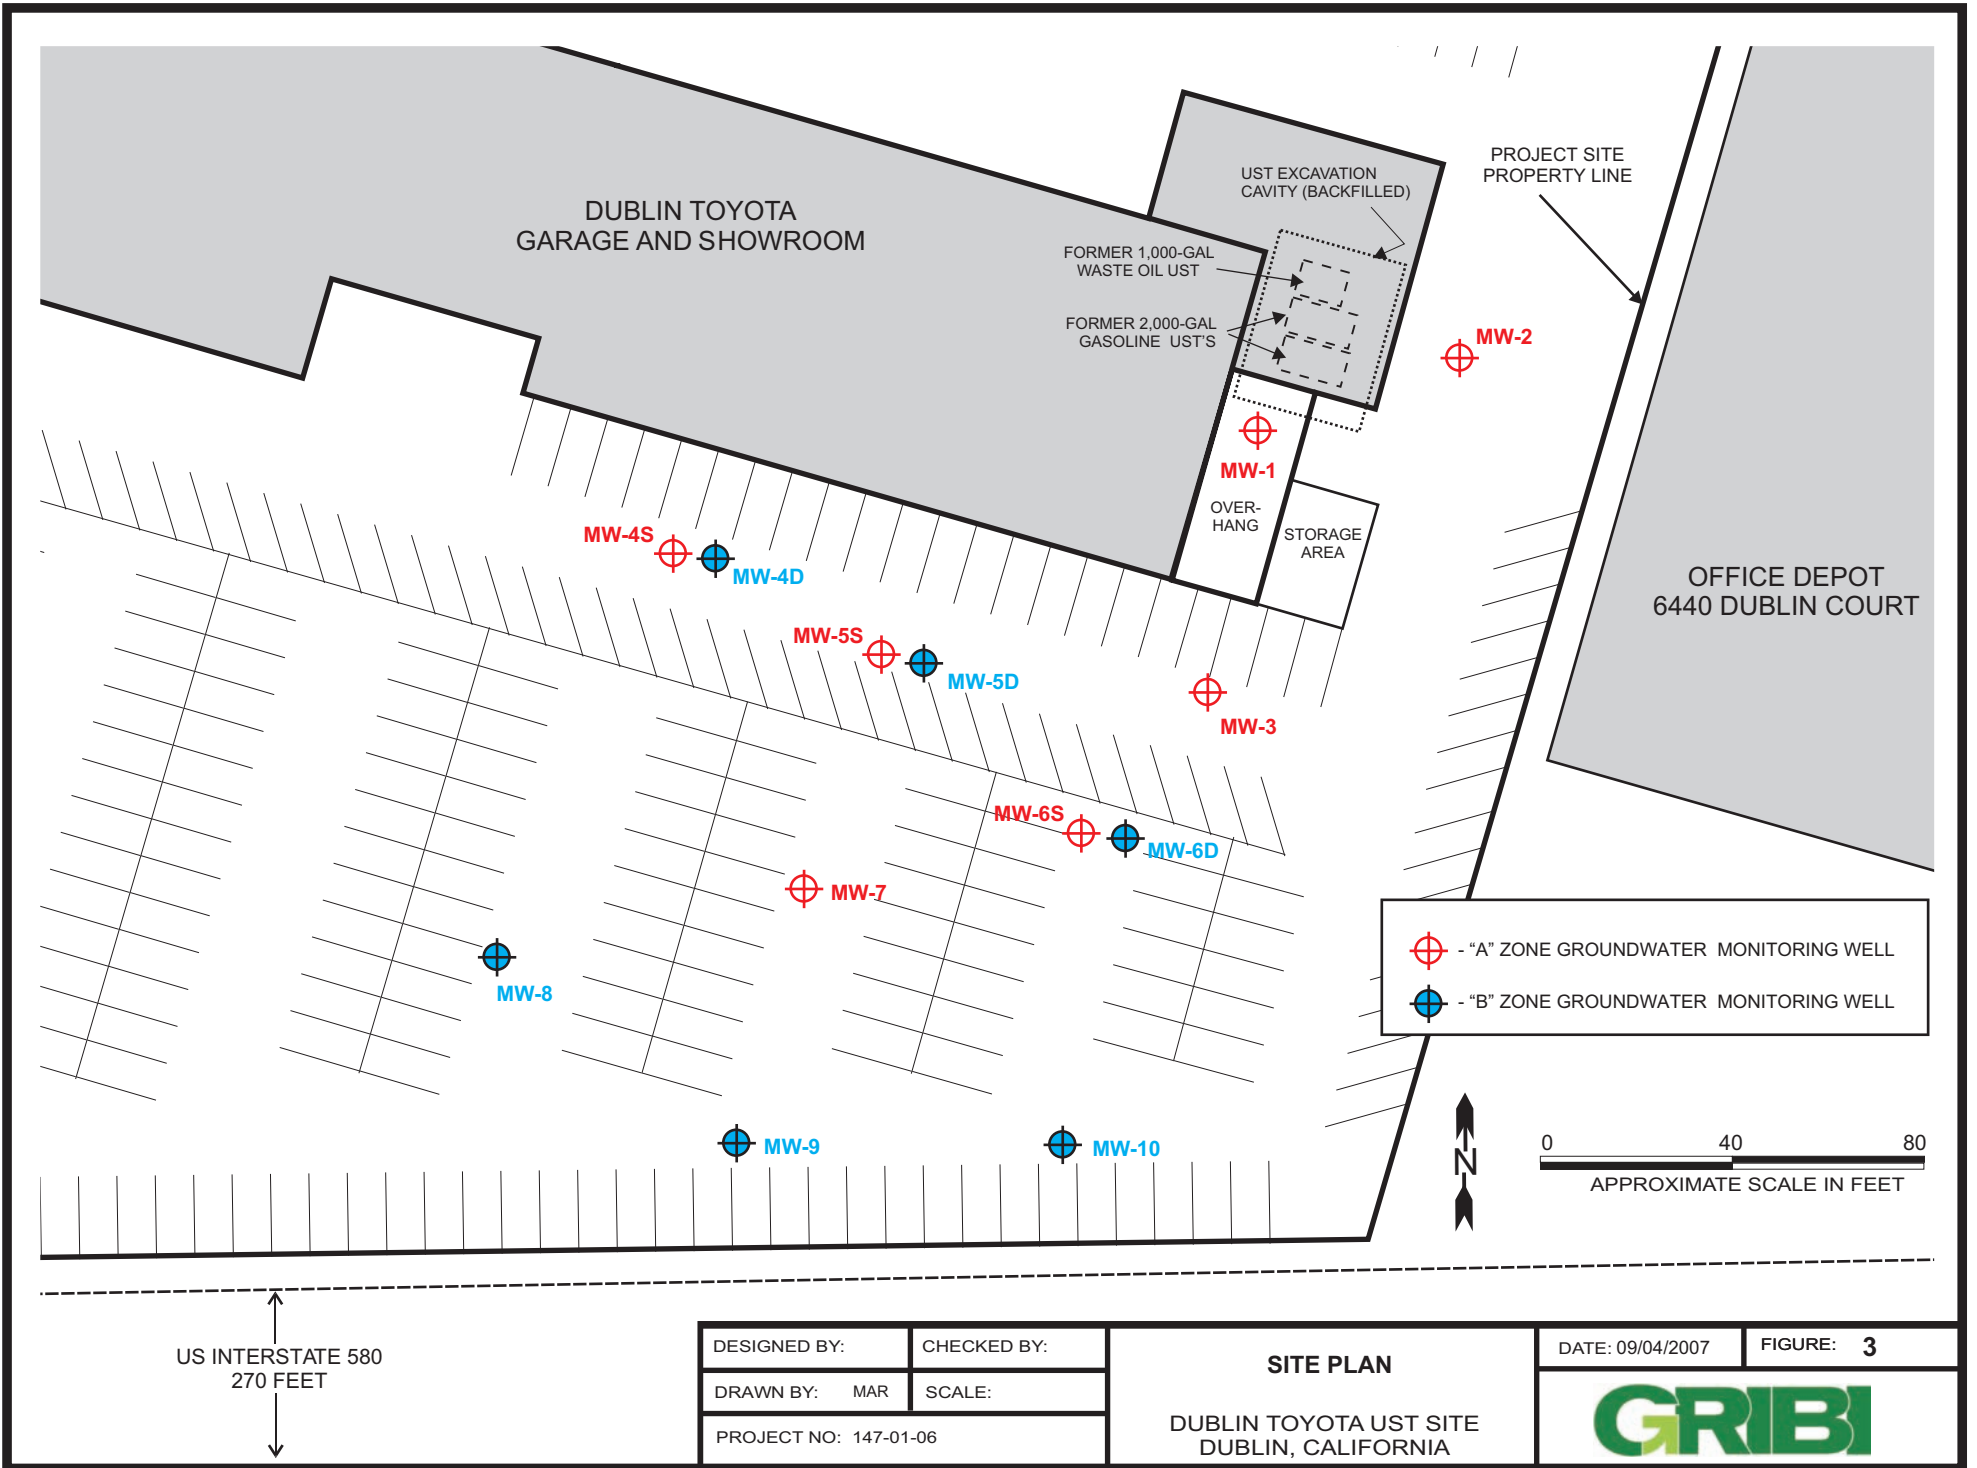 DUBLIN TOYOTA
GARAGE AND SHOWROOM
UST EXCAVATION
CAVITY (BACKFILLED)
PROJECT SITE
PROPERTY LINE
FORMER 1,000-GAL
WASTE OIL UST
FORMER 2,000-GAL
GASOLINE UST'S
MW-2
MW-1
OVER-
HANG
STORAGE
AREA
OFFICE DEPOT
6440 DUBLIN COURT
MW-4S
MW-4D
MW-5S
MW-5D
MW-3
MW-6S
MW-6D
MW-7
MW-8
MW-9
MW-10
- “A” ZONE GROUNDWATER MONITORING WELL
- “B” ZONE GROUNDWATER MONITORING WELL
N
0 40 80
APPROXIMATE SCALE IN FEET
US INTERSTATE 580
270 FEET
DESIGNED BY:
CHECKED BY:
DRAWN BY: MAR
SCALE:
PROJECT NO: 147-01-06
SITE PLAN
DUBLIN TOYOTA UST SITE
DUBLIN, CALIFORNIA
DATE: 09/04/2007
FIGURE: 3
GRIBI